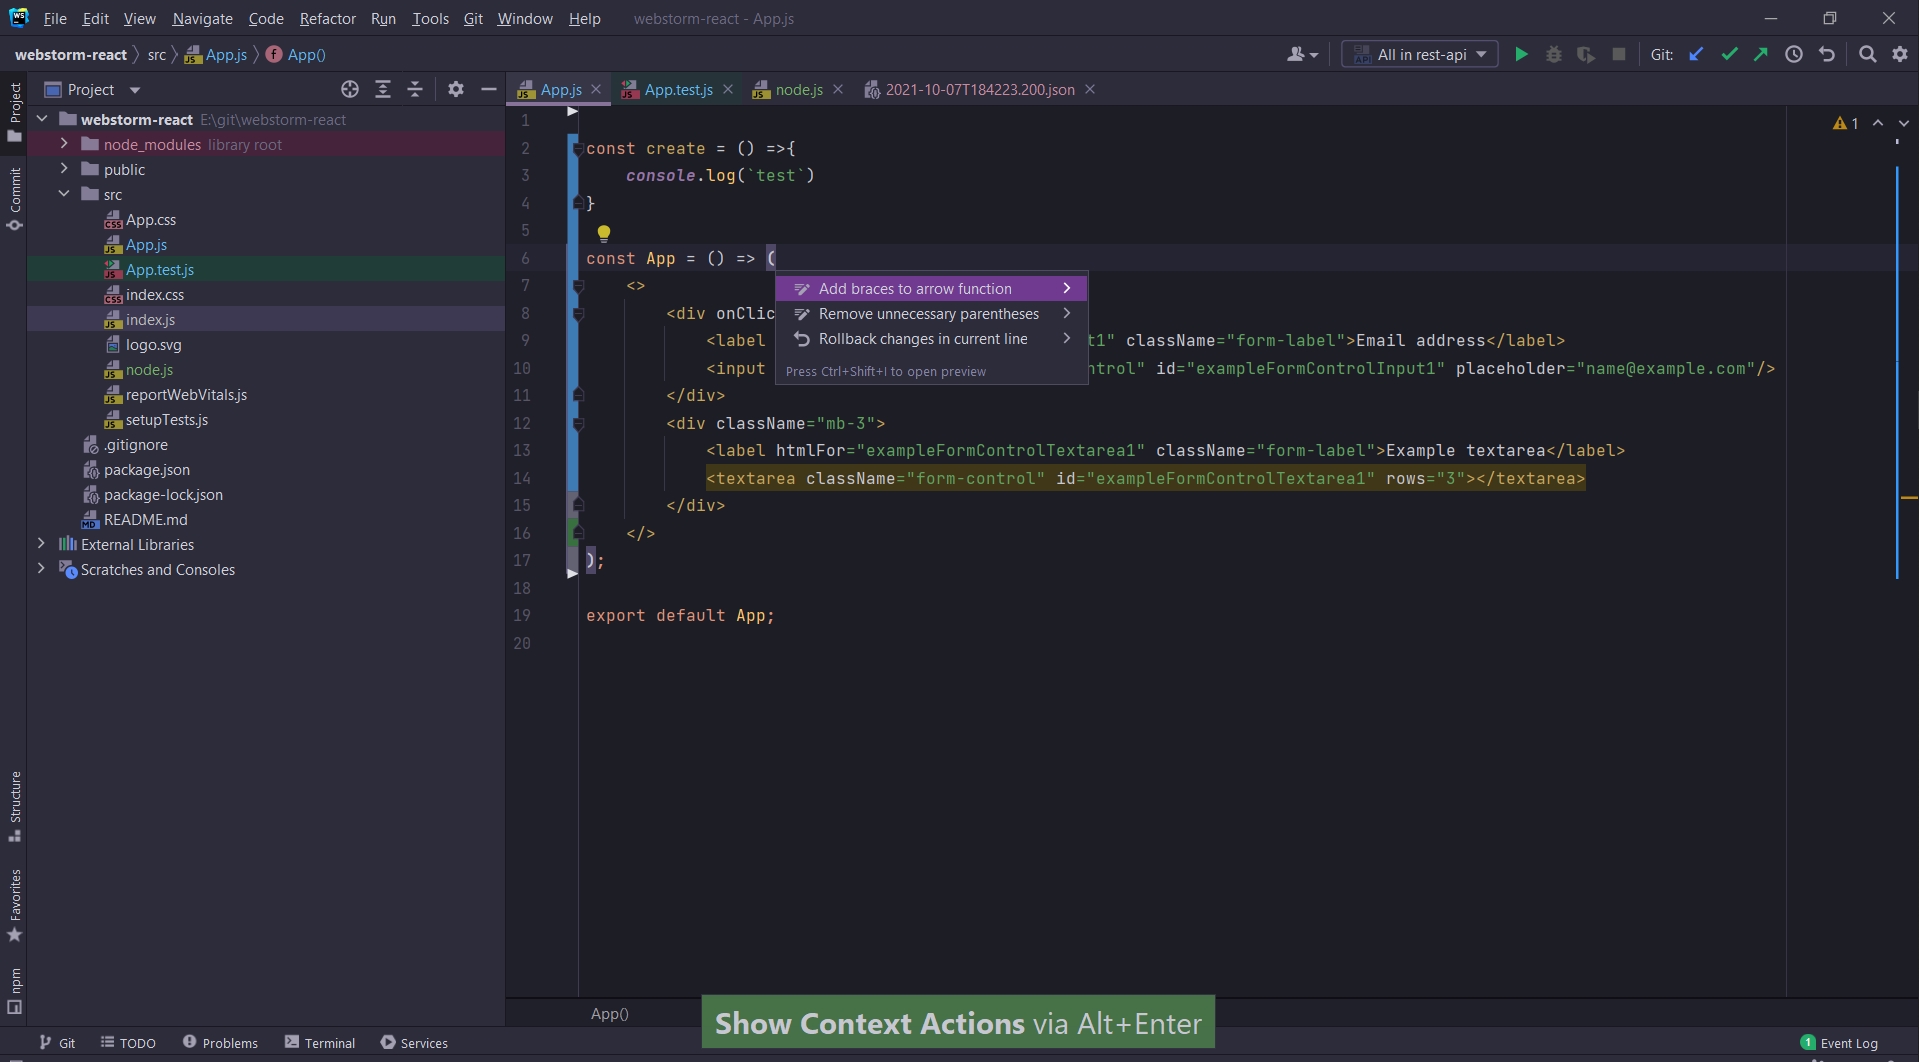 File Edit View Navigate Code Refactor Run Tools Git Window Help webstorm-react - App.js
webstorm-react src App.js App()
All in rest-api Git:
Project
App.js App.test.js node.js 2021-10-07T184223.200.json
Project
Commit
Structure
Favorites
npm
webstorm-react E:\git\webstorm-react
node_modules library root
public
src
App.css
App.js
App.test.js
index.css
index.js
logo.svg
node.js
reportWebVitals.js
setupTests.js
.gitignore
package.json
package-lock.json
README.md
External Libraries
Scratches and Consoles
1
1
2 const create = () =>{
3 console.log(`test`)
4 }
5
6 const App = () => (
7 <>
8 <div onClic
9 <label t1" className="form-label">Email address</label>
10 <input ntrol" id="exampleFormControlInput1" placeholder="name@example.com"/>
11 </div>
12 <div className="mb-3">
13 <label htmlFor="exampleFormControlTextarea1" className="form-label">Example textarea</label>
14 <textarea className="form-control" id="exampleFormControlTextarea1" rows="3"></textarea>
15 </div>
16 </>
17 );
18
19 export default App;
20
Add braces to arrow function
Remove unnecessary parentheses
Rollback changes in current line
Press Ctrl+Shift+I to open preview
App()
Show Context Actions via Alt+Enter
Git TODO Problems Terminal Services
1 Event Log